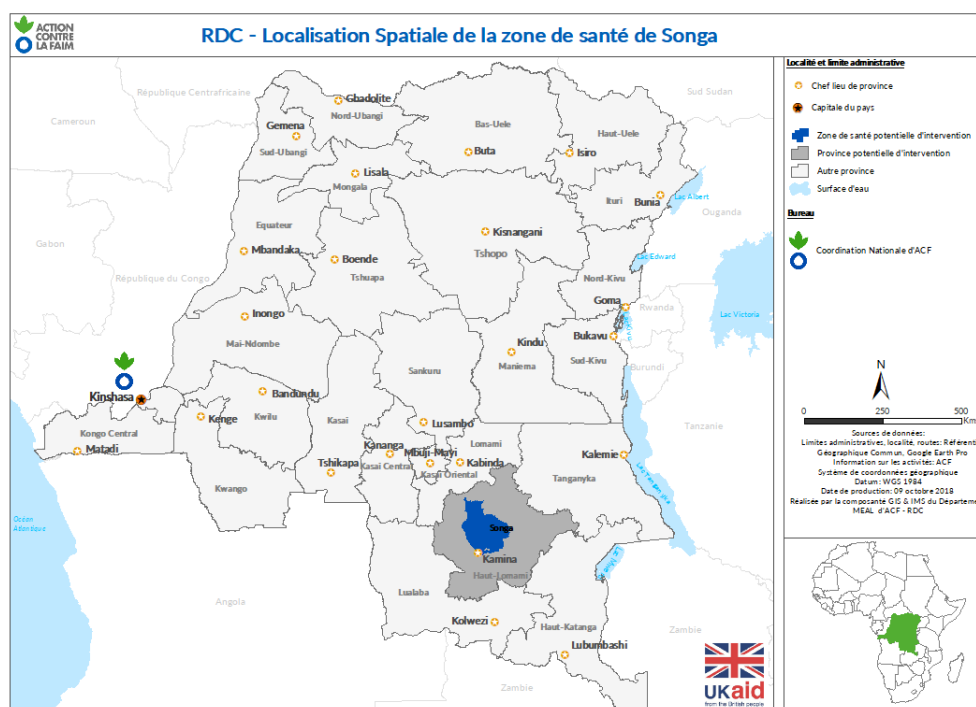 ACTION
CONTRE
LA FAIM
RDC - Localisation Spatiale de la zone de santé de Songa
République Centrafricaine
Sud Sudan
Cameroun
Gbadolite
Nord-Ubangi
Gemena
Sud-Ubangi
Bas-Uele
Haut-Uele
Buta
Isiro
Lisala
Mongala
Ituri
Bunia
Lac Albert
Ouganda
Equateur
Kisnangani
Gabon
Mbandaka
Boende
Tshuapa
Tshopo
Lac Edward
République du Congo
Nord-Kivu
Goma
Rwanda
Inongo
Lac Victoria
Mai-Ndombe
Bukavu
Kindu
Maniema
Sud-Kivu
Sankuru
Burundi
Kinshasa
Bandundu
Kwilu
Kenge
Kasai
Lusambo
Tanzanie
Kongo Central
Matadi
Kananga
Lomami
Mbuji-Mayi
Kasai Central
Kabinda
Kasai Oriental
Kalemie
Tshikapa
Tanganyka
Kwango
Océan
Atlantique
Songa
Kamina
Haut-Lomami
Angola
Lualaba
Kolwezi
Haut-Katanga
Zambie
Lubumbashi
Zambie
UKaid
from the British people
Localité et limite administrative
Chef lieu de province
Capitale du pays
Zone de santé potentielle d'intervention
Province potentielle d'intervention
Autre province
Surface d'eau
Bureau
Coordination Nationale d'ACF
N
0 250 500
Km
Sources de données:
Limites administratives, localité, routes: Référenti
Géographique Commun, Google Earth Pro
Information sur les activités: ACF
Système de coordonnées géographique
Datum: WGS 1984
Date de production: 09 octobre 2018
Réalisée par la composanté GIS & IMS du Départeme
MEAL d'ACF - RDC